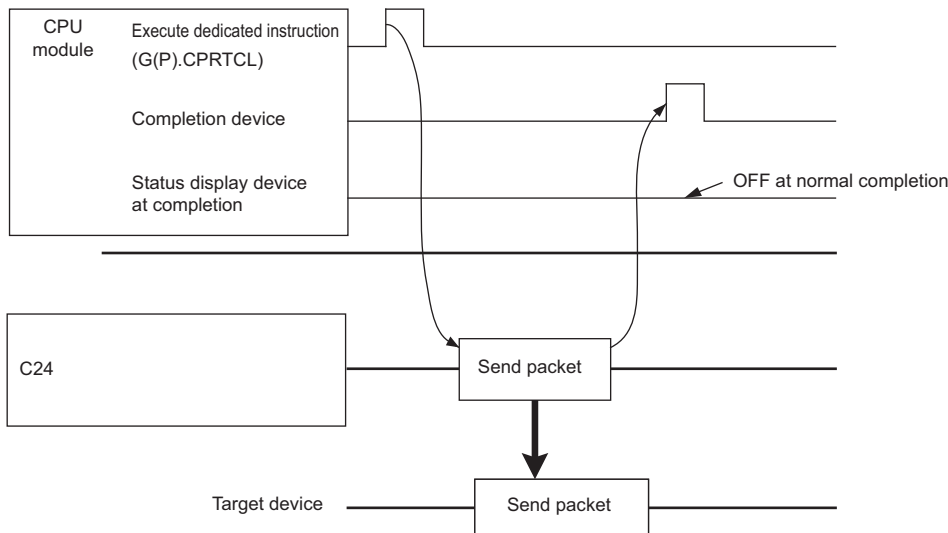 CPU
module
Execute dedicated instruction
(G(P).CPRTCL)
Completion device
Status display device
at completion
OFF at normal completion
C24
Send packet
Target device
Send packet